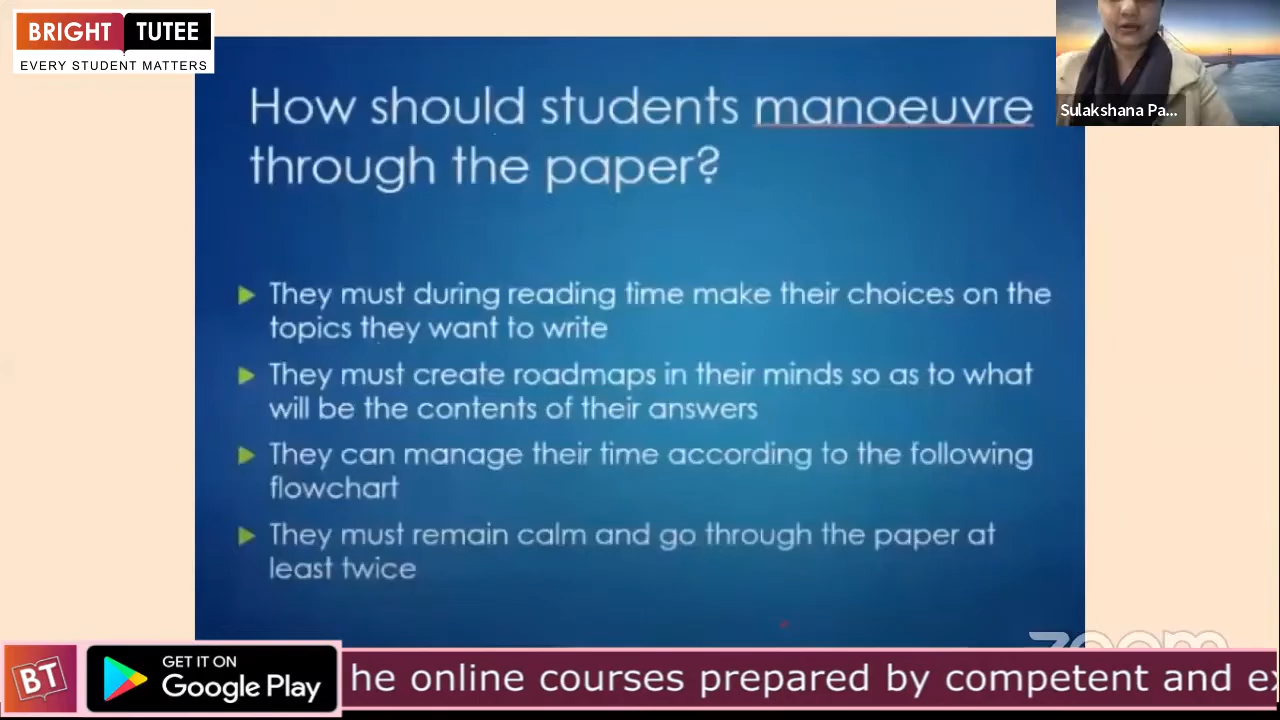 BRIGHT TUTEE
EVERY STUDENT MATTERS
How should students manoeuvre
through the paper?
Sulakshana Pa...
They must during reading time make their choices on the
topics they want to write
They must create roadmaps in their minds so as to what
will be the contents of their answers
They can manage their time according to the following
flowchart
They must remain calm and go through the paper at
least twice
zoom
BT
GET IT ON
Google Play
he online courses prepared by competent and ex